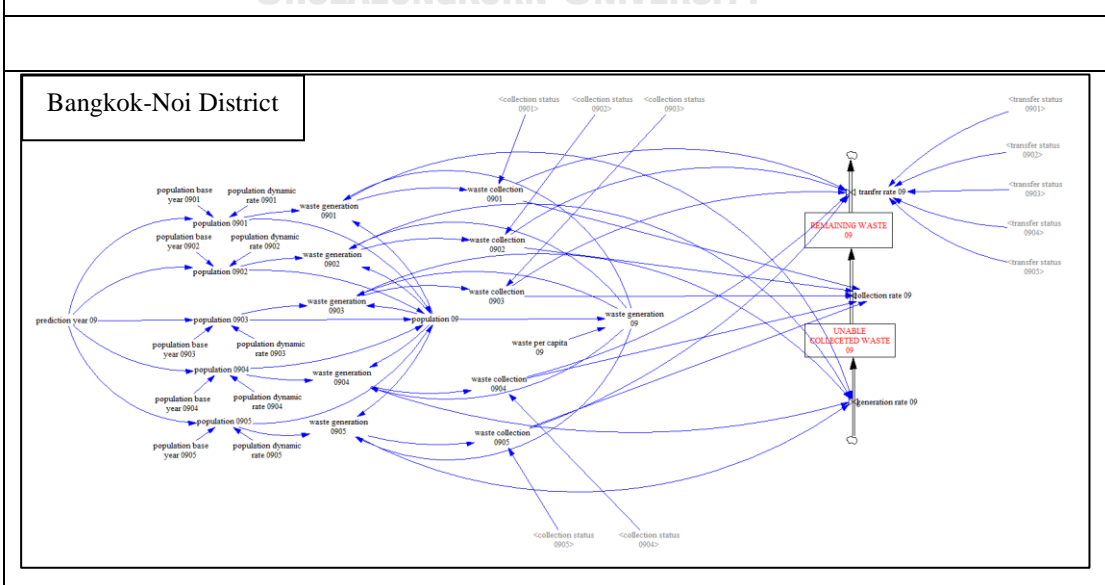 CHULALONGKORN UNIVERSITY
Bangkok-Noi District
<collection status
0901>
<collection status
0902>
<collection status
0903>
<transfer status
0901>
<transfer status
0902>
<transfer status
0903>
<transfer status
0904>
<transfer status
0905>
population base
year 0901
population dynamic
rate 0901
population 0901
waste generation
0901
waste collection
0901
tranfer rate 09
REMAINING WASTE
09
population base
year 0902
population dynamic
rate 0902
population 0902
waste generation
0902
waste collection
0902
waste generation
0903
waste collection
0903
collection rate 09
prediction year 09
population 0903
population 09
waste generation
09
population base
year 0903
population dynamic
rate 0903
waste per capita
09
UNABLE
COLLECETED WASTE
09
population 0904
waste generation
0904
waste collection
0904
population base
year 0904
population dynamic
rate 0904
generation rate 09
population 0905
waste generation
0905
waste collection
0905
population base
year 0905
population dynamic
rate 0905
<collection status
0905>
<collection status
0904>